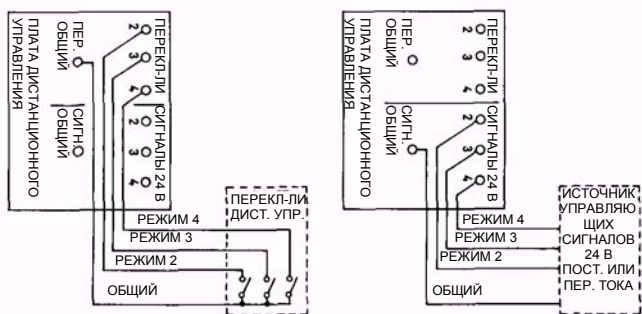 ПЛАТА ДИСТАНЦИОННОГО
УПРАВЛЕНИЯ
ПЕР.
ОБЩИЙ
СИГН.
ОБЩИЙ
ПЕРЕКЛ-ЛИ
2
3
4
СИГНАЛЫ 24 В
2
3
4
РЕЖИМ 4
РЕЖИМ 3
РЕЖИМ 2
ОБЩИЙ
ПЕРЕКЛ-ЛИ
ДИСТ. УПР.
ПЛАТА ДИСТАНЦИОННОГО
УПРАВЛЕНИЯ
ПЕР.
ОБЩИЙ
СИГН.
ОБЩИЙ
ПЕРЕКЛ-ЛИ
2
3
4
СИГНАЛЫ 24 В
2
3
4
РЕЖИМ 4
РЕЖИМ 3
РЕЖИМ 2
ОБЩИЙ
ИСТОЧНИК
УПРАВЛЯЮ
ЩИХ
СИГНАЛОВ
24 В
ПОСТ. ИЛИ
ПЕР. ТОКА